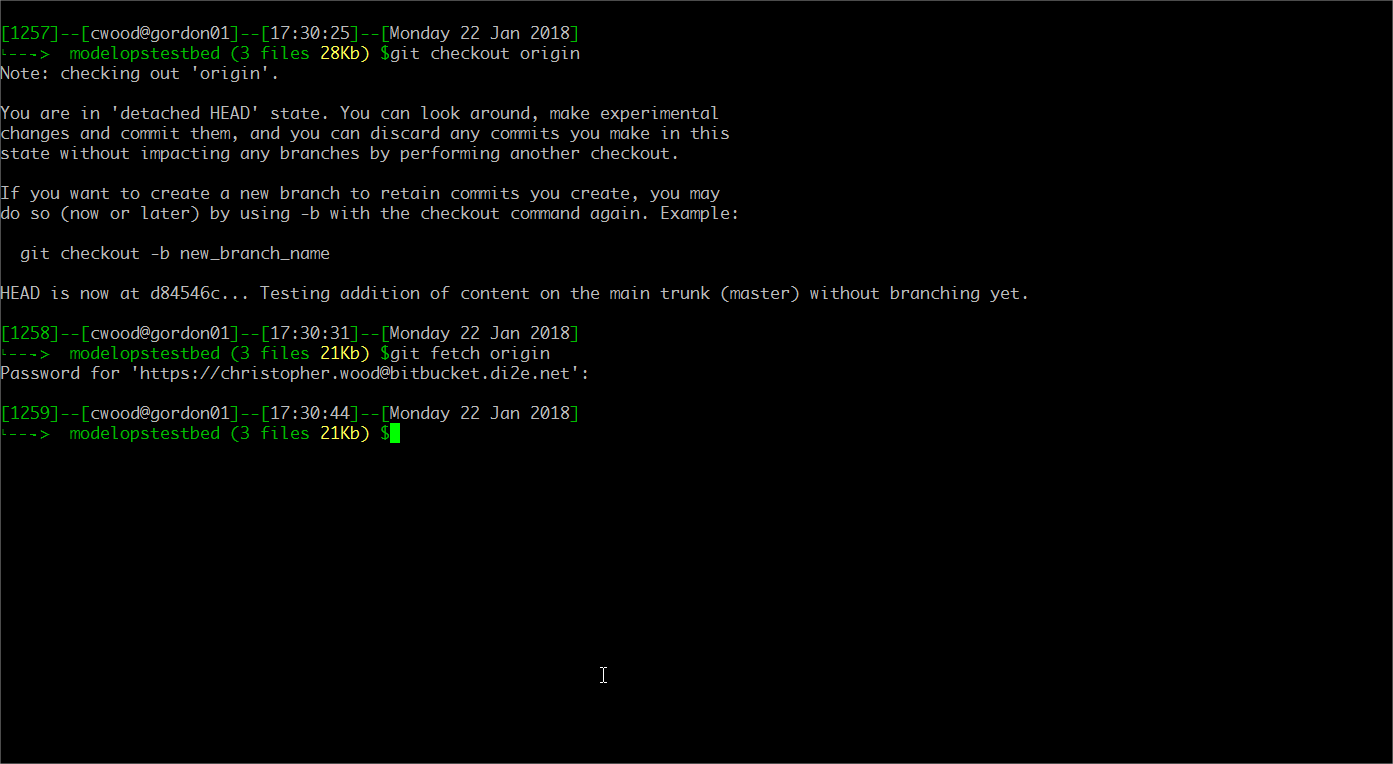 [1257]--[cwood@gordon01]--[17:30:25]--[Monday 22 Jan 2018]
---> modelopstestbed (3 files 28Kb) $git checkout origin
Note: checking out 'origin'.
You are in 'detached HEAD' state. You can look around, make experimental
changes and commit them, and you can discard any commits you make in this
state without impacting any branches by performing another checkout.
If you want to create a new branch to retain commits you create, you may
do so (now or later) by using -b with the checkout command again. Example:
git checkout -b new_branch_name
HEAD is now at d84546c... Testing addition of content on the main trunk (master) without branching yet.
[1258]--[cwood@gordon01]--[17:30:31]--[Monday 22 Jan 2018]
---> modelopstestbed (3 files 21Kb) $git fetch origin
Password for 'https://christopher.wood@bitbucket.di2e.net':
[1259]--[cwood@gordon01]--[17:30:44]--[Monday 22 Jan 2018]
---> modelopstestbed (3 files 21Kb) $